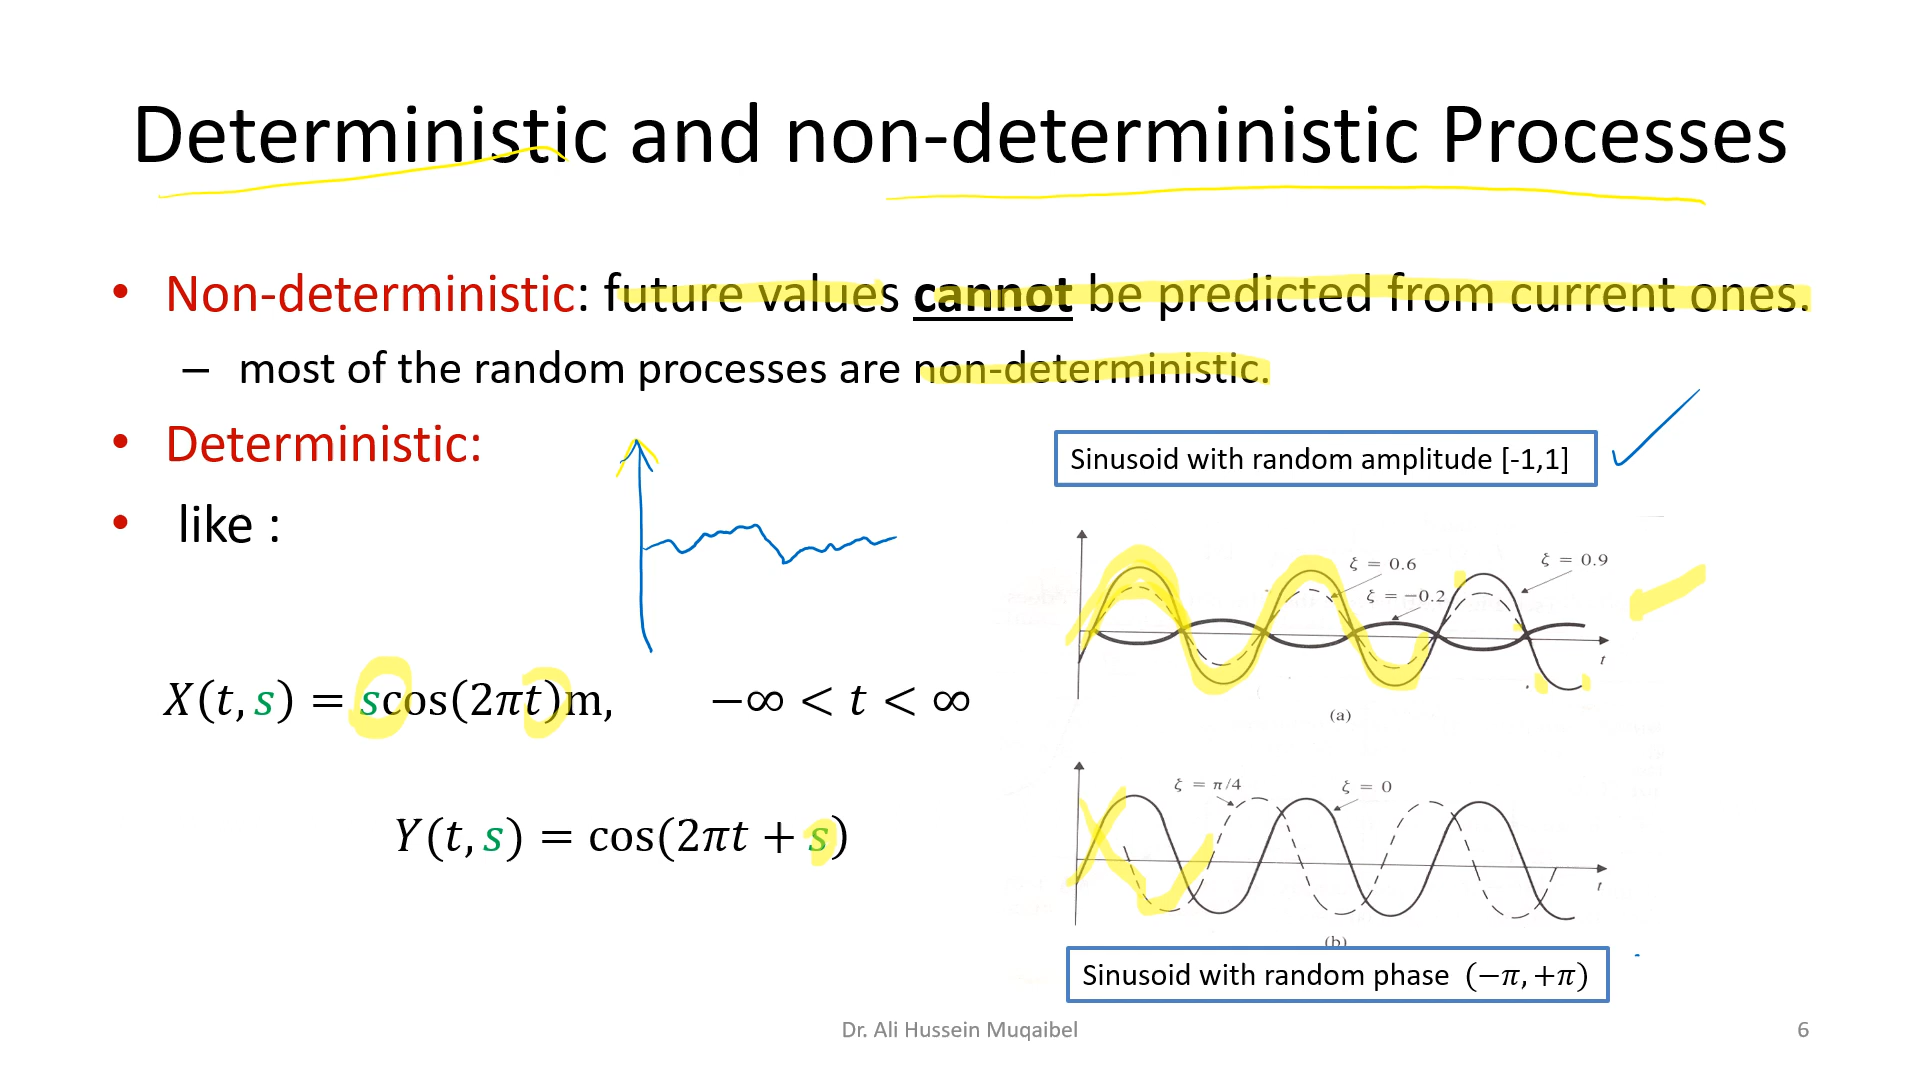 Deterministic and non-deterministic Processes
• Non-deterministic: future values cannot be predicted from current ones.
– most of the random processes are non-deterministic.
• Deterministic:
• like :
X(t, s) = scos(2πt)m, −∞ < t < ∞
Y(t, s) = cos(2πt + s)
Sinusoid with random amplitude [-1,1]
ξ = 0.6
ξ = 0.9
ξ = −0.2
t
(a)
ξ = π/4
ξ = 0
t
(b)
Sinusoid with random phase (−π, +π)
Dr. Ali Hussein Muqaibel
6